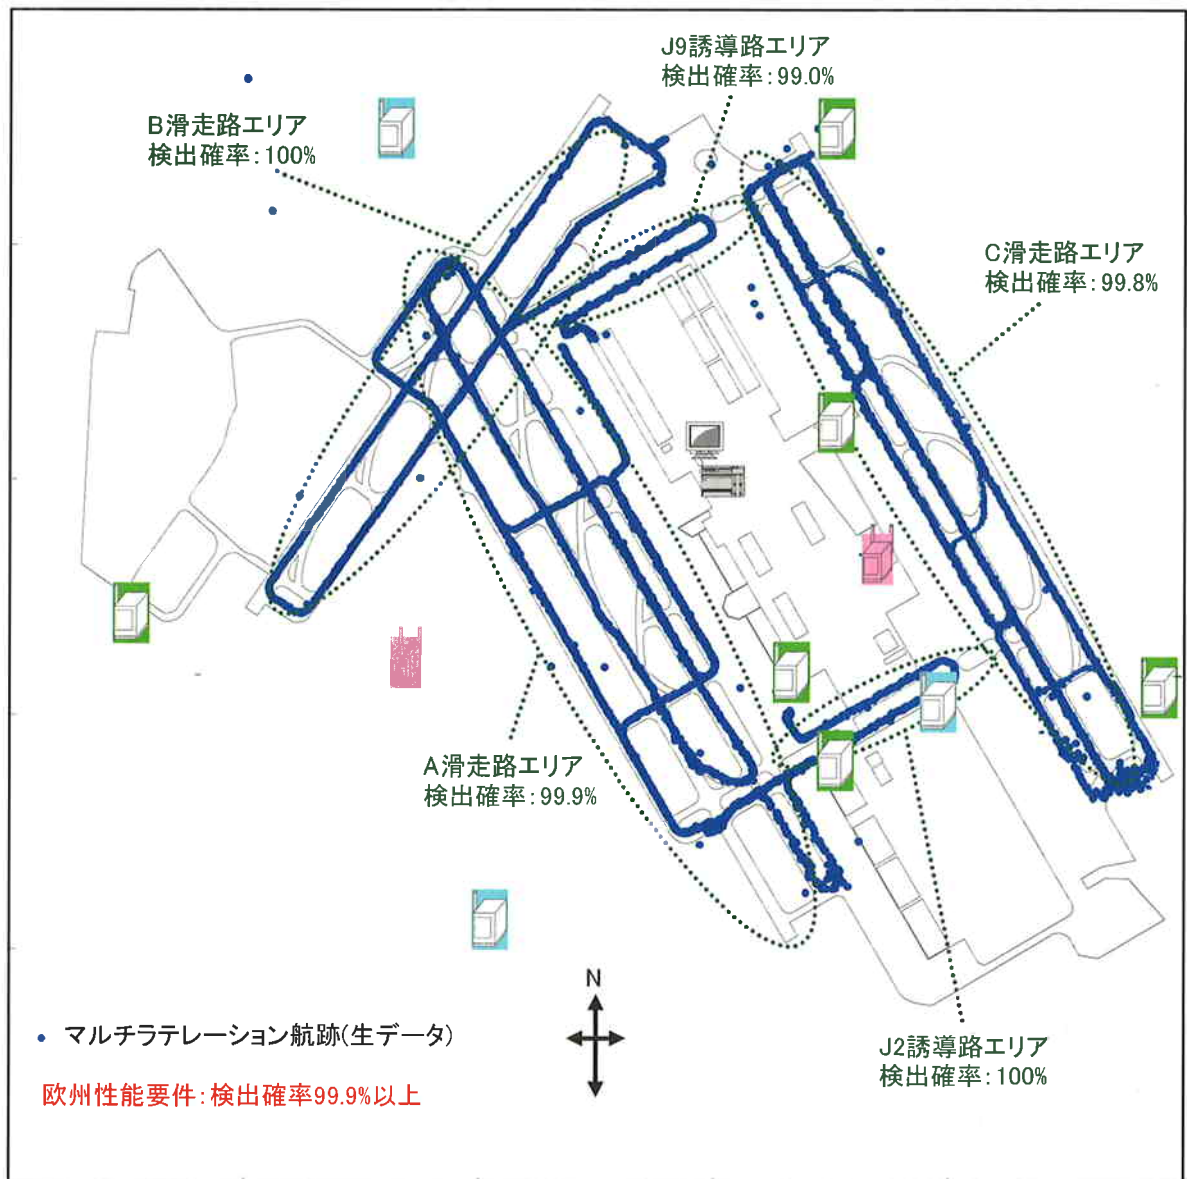 J9誘導路エリア
検出確率:99.0%
B滑走路エリア
検出確率:100%
C滑走路エリア
検出確率:99.8%
A滑走路エリア
検出確率:99.9%
N
マルチラテレーション航跡(生データ)
J2誘導路エリア
検出確率:100%
欧州性能要件:検出確率99.9%以上